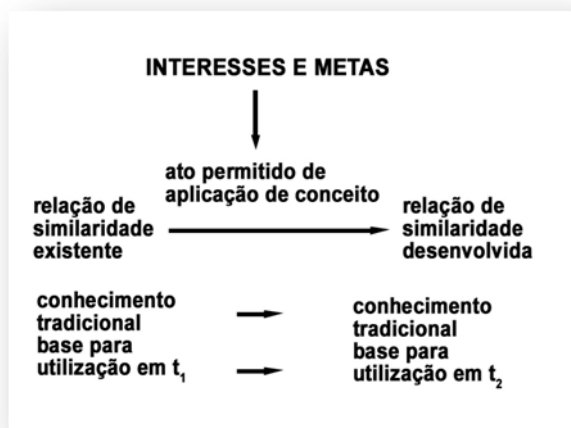 INTERESSES E METAS
ato permitido de
aplicação de conceito
relação de
similaridade
existente
relação de
similaridade
desenvolvida
conhecimento
tradicional
base para
utilização em t₁
conhecimento
tradicional
base para
utilização em t₂